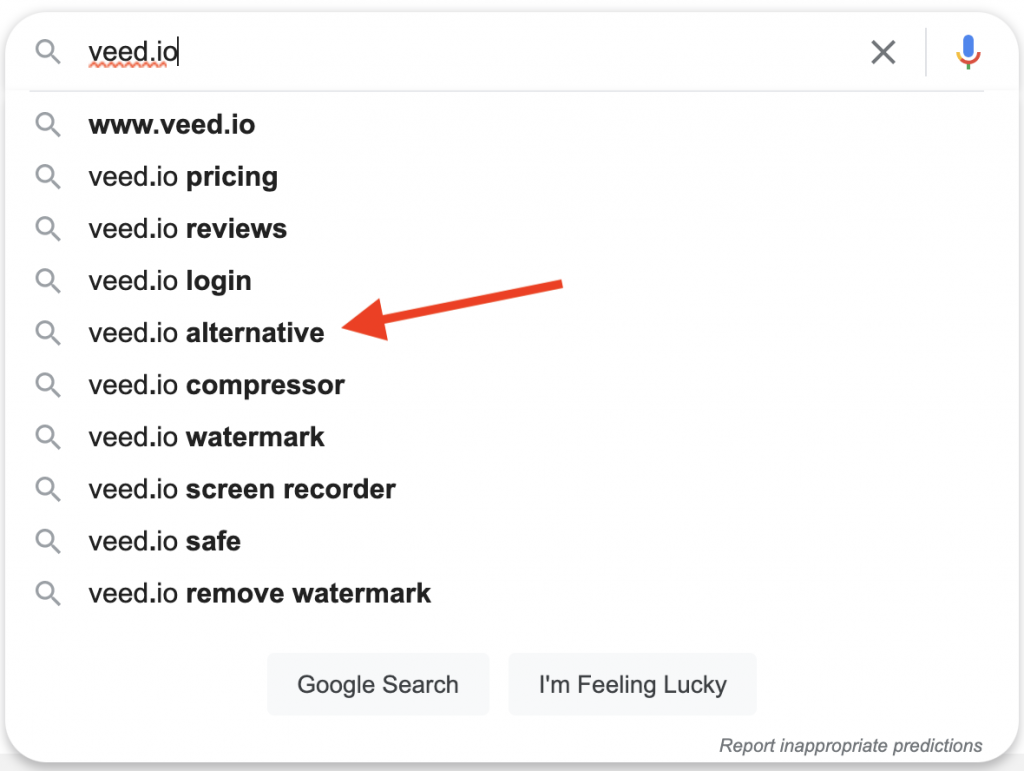 veed.io
www.veed.io
veed.io pricing
veed.io reviews
veed.io login
veed.io alternative
veed.io compressor
veed.io watermark
veed.io screen recorder
veed.io safe
veed.io remove watermark
Google Search
I'm Feeling Lucky
Report inappropriate predictions